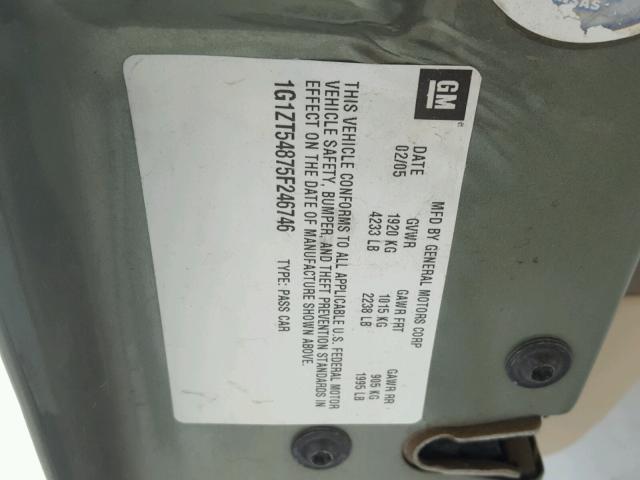 GM
MFD BY GENERAL MOTORS CORP
DATE GVWR GAWR FRT GAWR RR
02/05 1920 KG 1015 KG 905 KG
4233 LB 2238 LB 1995 LB
THIS VEHICLE CONFORMS TO ALL APPLICABLE U.S. FEDERAL MOTOR
VEHICLE SAFETY, BUMPER, AND THEFT PREVENTION STANDARDS IN
EFFECT ON THE DATE OF MANUFACTURE SHOWN ABOVE.
1G1ZT54875F246746 TYPE: PASS CAR